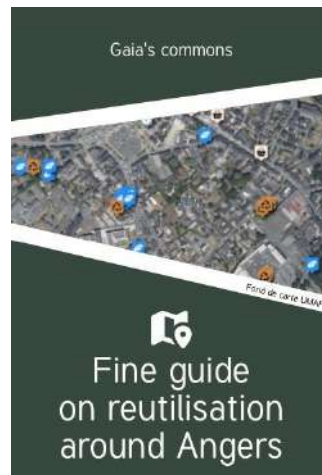 Gaia's commons
Fond de carte UMAP
Fine guide
on reutilisation
around Angers